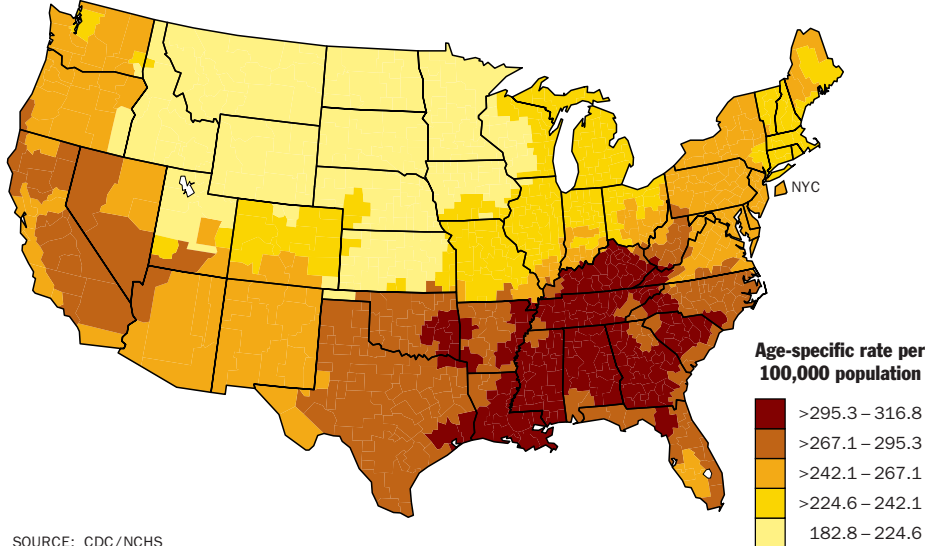 NYC
Age-specific rate per
100,000 population
>295.3 – 316.8
>267.1 – 295.3
>242.1 – 267.1
>224.6 – 242.1
182.8 – 224.6
SOURCE: CDC/NCHS